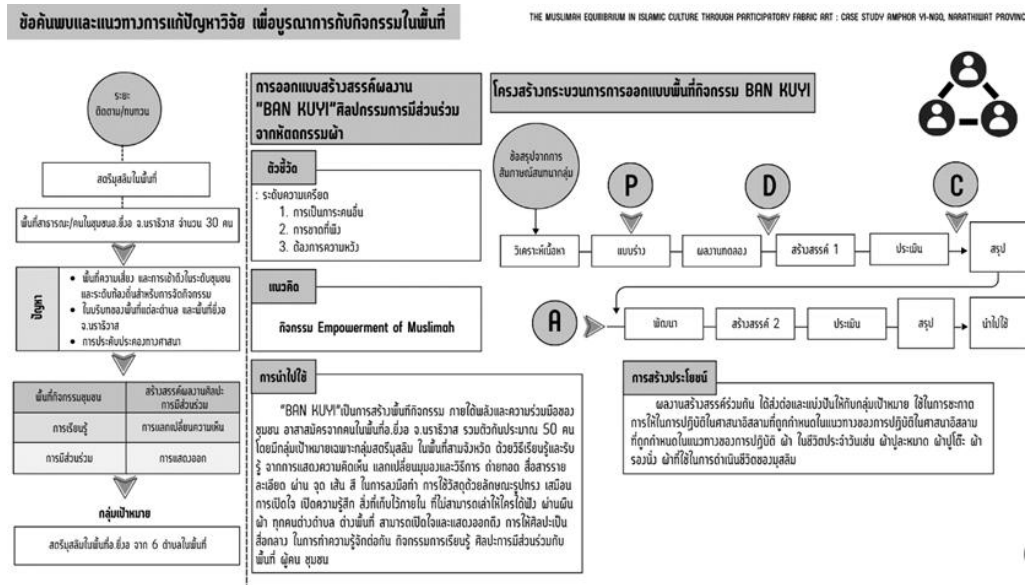 ข้อค้นพบและแนวทางการแก้ปัญหาวิจัย เพื่อบูรณาการกับกิจกรรมในพื้นที่
THE MUSLIMAH EQUIBRIUM IN ISLAMIC CULTURE THROUGH PARTICIPATORY FABRIC ART : CASE STUDY AMPHOR YI-NGO, NARATHIWAT PROVINC
ระยะ
ติดตาม/ทบทวน
สตรีมุสลิมในพื้นที่
พื้นที่สาธารณะ/คนในชุมชนอ.ยี่งอ จ.นราธิวาส จำนวน 30 คน
ปัญหา
• พื้นที่ความเสี่ยง และการเข้าถึงในระดับชุมชน
และระดับท้องถิ่นสำหรับการจัดกิจกรรม
• ในบริบทของพื้นที่แต่ละตำบล และพื้นที่ยี่งอ
จ.นราธิวาส
• การประคับประคองทางศาสนา
พื้นที่กิจกรรมชุมชน
สร้างสรรค์ผลงานศิลปะ
การมีส่วนร่วม
การเรียนรู้
การแลกเปลี่ยนความเห็น
การมีส่วนร่วม
การแสดงออก
กลุ่มเป้าหมาย
สตรีมุสลิมในพื้นที่อ.ยี่งอ จาก 6 ตำบลในพื้นที่
การออกแบบสร้างสรรค์ผลงาน
"BAN KUYI"ศิลปกรรมการมีส่วนร่วม
จากหัตถกรรมผ้า
ตัวชี้วัด
: ระดับความเครียด
1. การเป็นภาระคนอื่น
2. การขาดที่พึ่ง
3. ต้องการความหวัง
แนวคิด
กิจกรรม Empowerment of Muslimah
การนำไปใช้
"BAN KUYI"เป็นการสร้างพื้นที่กิจกรรม ภายใต้พลังและความร่วมมือของ
ชุมชน อาสาสมัครจากคนในพื้นที่อ.ยี่งอ จ.นราธิวาส รวมตัวกันประมาณ 50 คน
โดยมีกลุ่มเป้าหมายเฉพาะกลุ่มสตรีมุสลิม ในพื้นที่สามจังหวัด ด้วยวิธีเรียนรู้และรับ
รู้ จากการแสดงความคิดเห็น แลกเปลี่ยนมุมมองและวิธีการ ถ่ายทอด สื่อสารราย
ละเอียด ผ่าน จุด เส้น สี ในการลงมือทำ การใช้วัสดุด้วยลักษณะรูปทรง เสมือน
การเปิดใจ เปิดความรู้สึก สิ่งที่เก็บไว้ภายใน ที่ไม่สามารถเล่าให้ใครได้ฟัง ผ่านผืน
ผ้า ทุกคนต่างตำบล ต่างพื้นที่ สามารถเปิดใจและแสดงออกถึง การให้ศิลปะเป็น
สื่อกลาง ในการทำความรู้จักต่อกัน กิจกรรมการเรียนรู้ ศิลปะการมีส่วนร่วมกับ
พื้นที่ ผู้คน ชุมชน
โครงสร้างกระบวนการการออกแบบพื้นที่กิจกรรม BAN KUYI
ข้อสรุปจากการ
สัมภาษณ์สนทนากลุ่ม
P
D
C
วิเคราะห์เนื้อหา
แบบร่าง
ผลงานทดลอง
สร้างสรรค์ 1
ประเมิน
สรุป
A
พัฒนา
สร้างสรรค์ 2
ประเมิน
สรุป
นำไปใช้
การสร้างประโยชน์
ผลงานสร้างสรรค์ร่วมกัน ได้ส่งต่อและแบ่งปันให้กับกลุ่มเป้าหมาย ใช้ในการซะกาต
การให้ในการปฏิบัติในศาสนาอิสลามที่ถูกกำหนดในแนวทางของการปฏิบัติในศาสนาอิสลาม
ที่ถูกกำหนดในแนวทางของการปฏิบัติ ผ้า ในชีวิตประจำวันเช่น ผ้าปูละหมาด ผ้าปูโต๊ะ ผ้า
รองนั่ง ผ้าที่ใช้ในการดำเนินชีวิตของมุสลิม